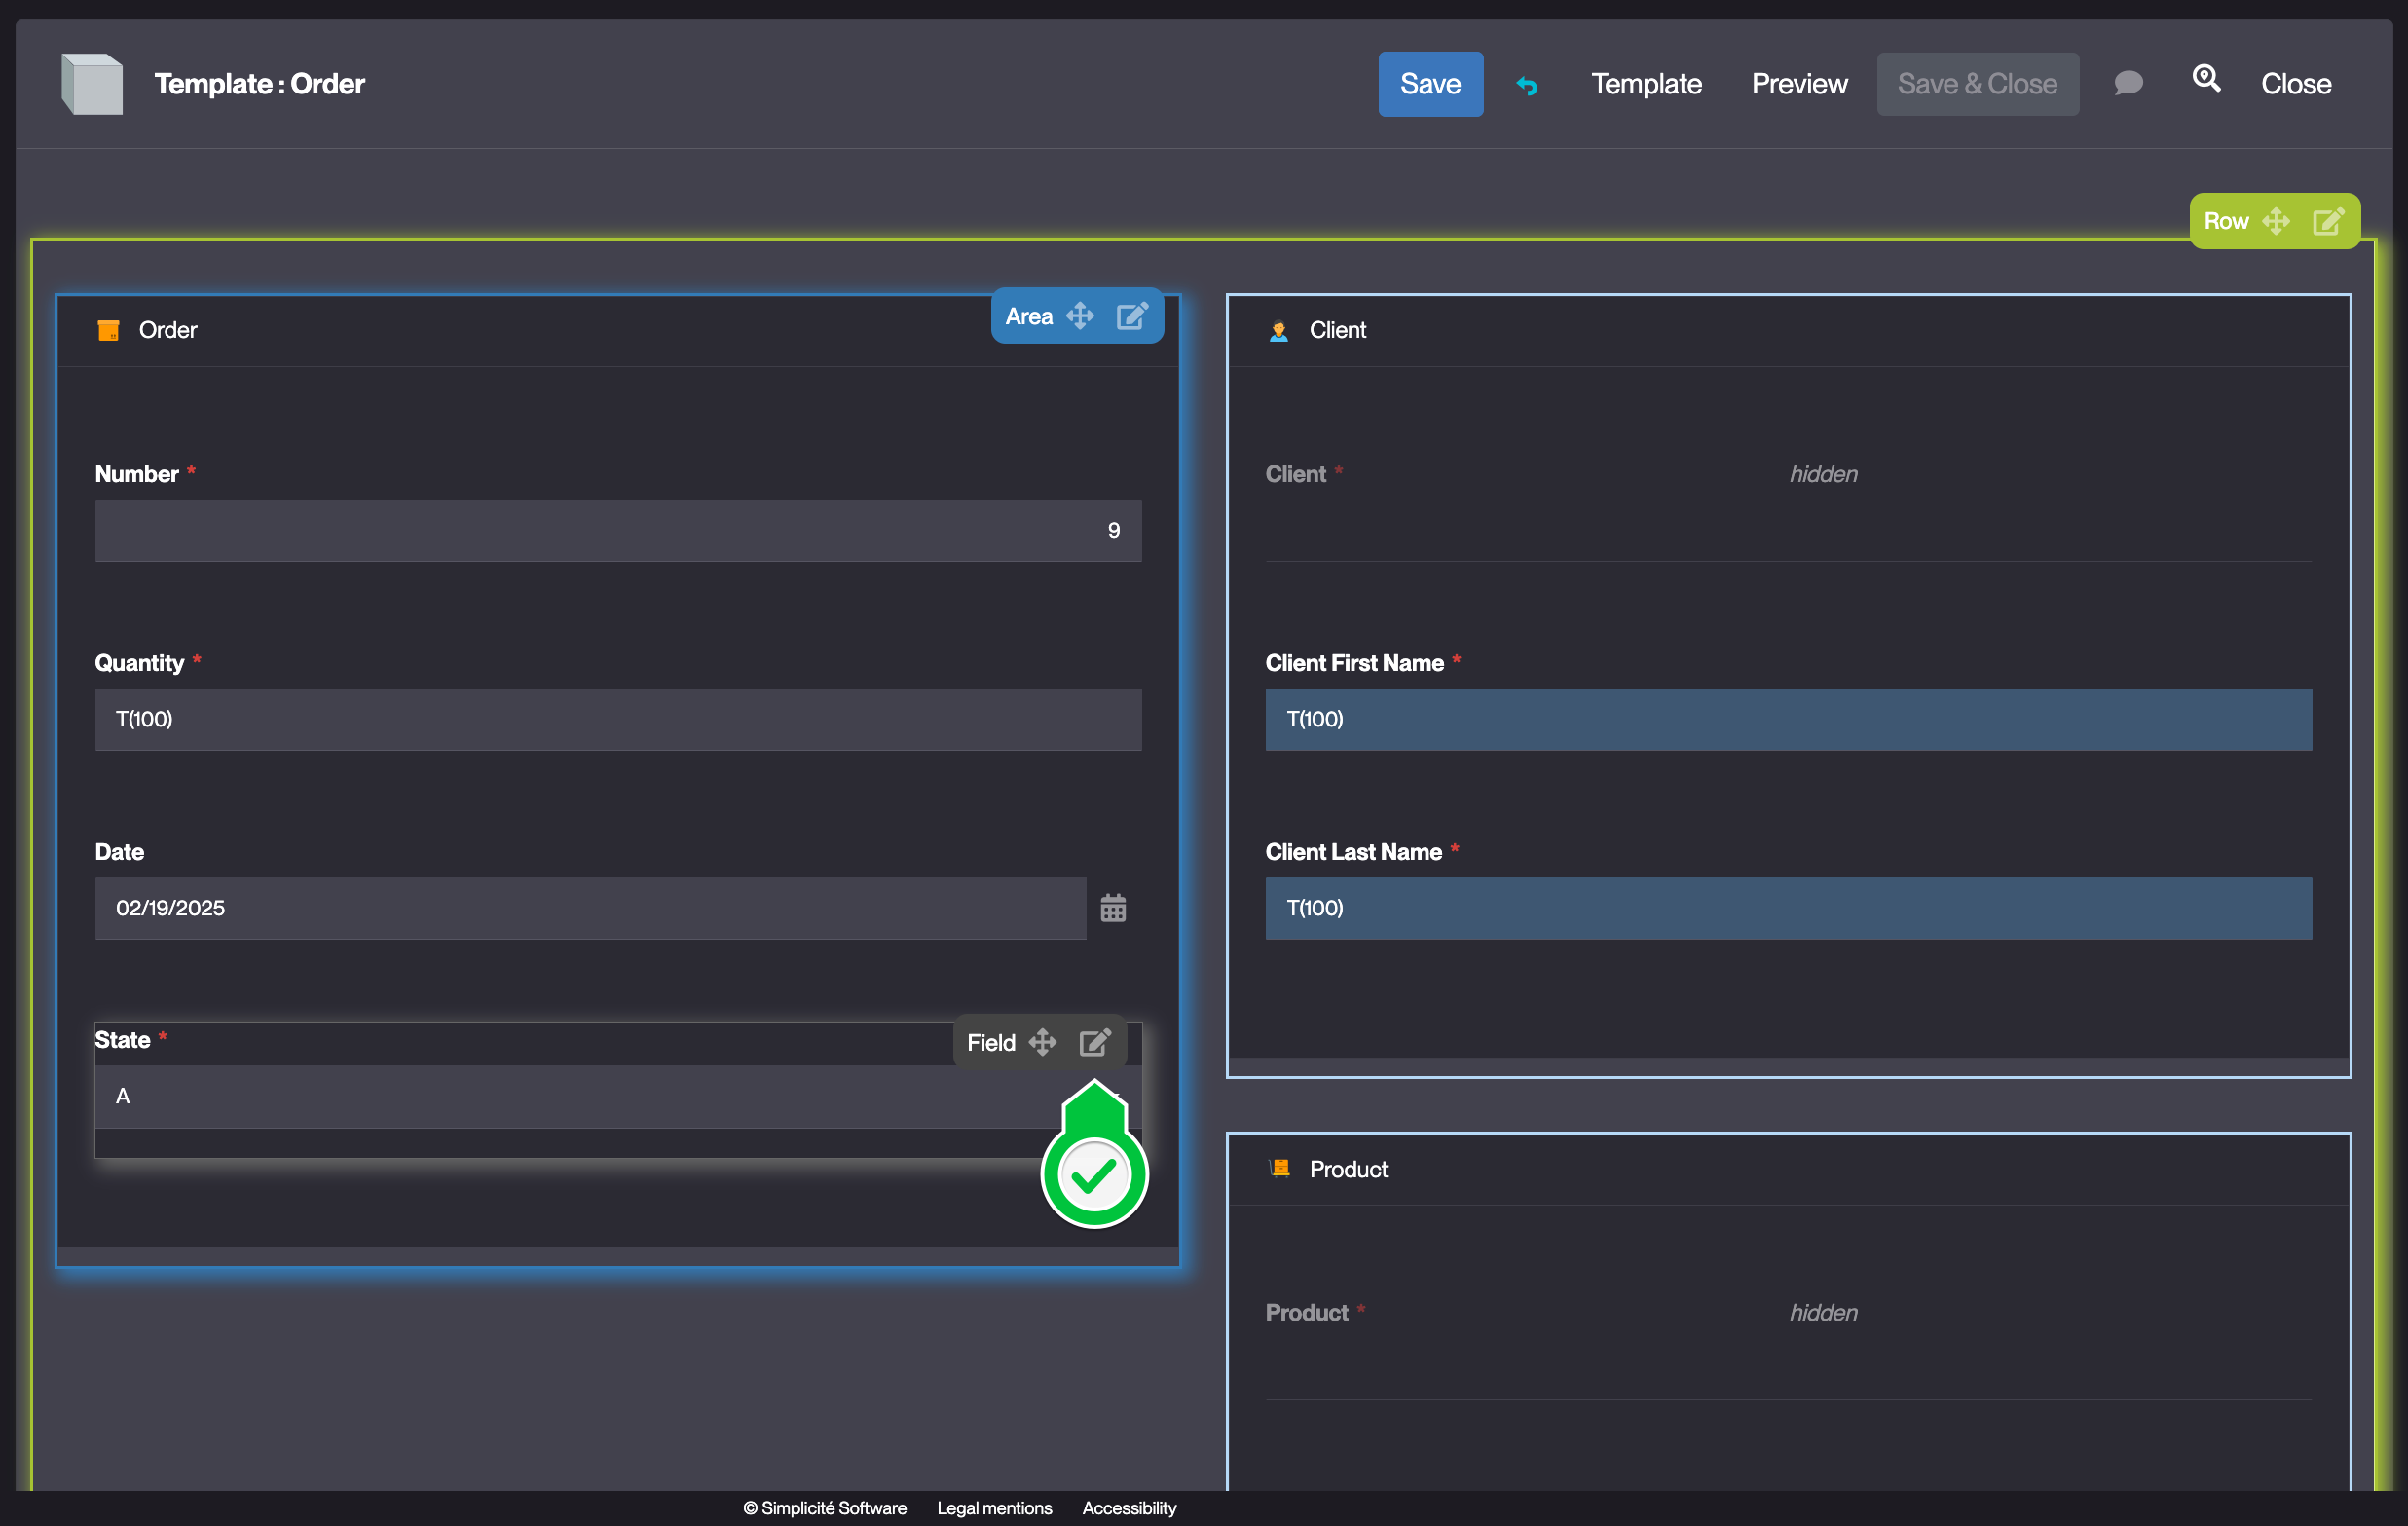 Template : Order
Save
Template
Preview
Save & Close
Close
Row
Order
Area
Number *
9
Quantity *
T(100)
Date
02/19/2025
State *
Field
A
Client
Client *
hidden
Client First Name *
T(100)
Client Last Name *
T(100)
Product
Product *
hidden
© Simplicité Software
Legal mentions
Accessibility